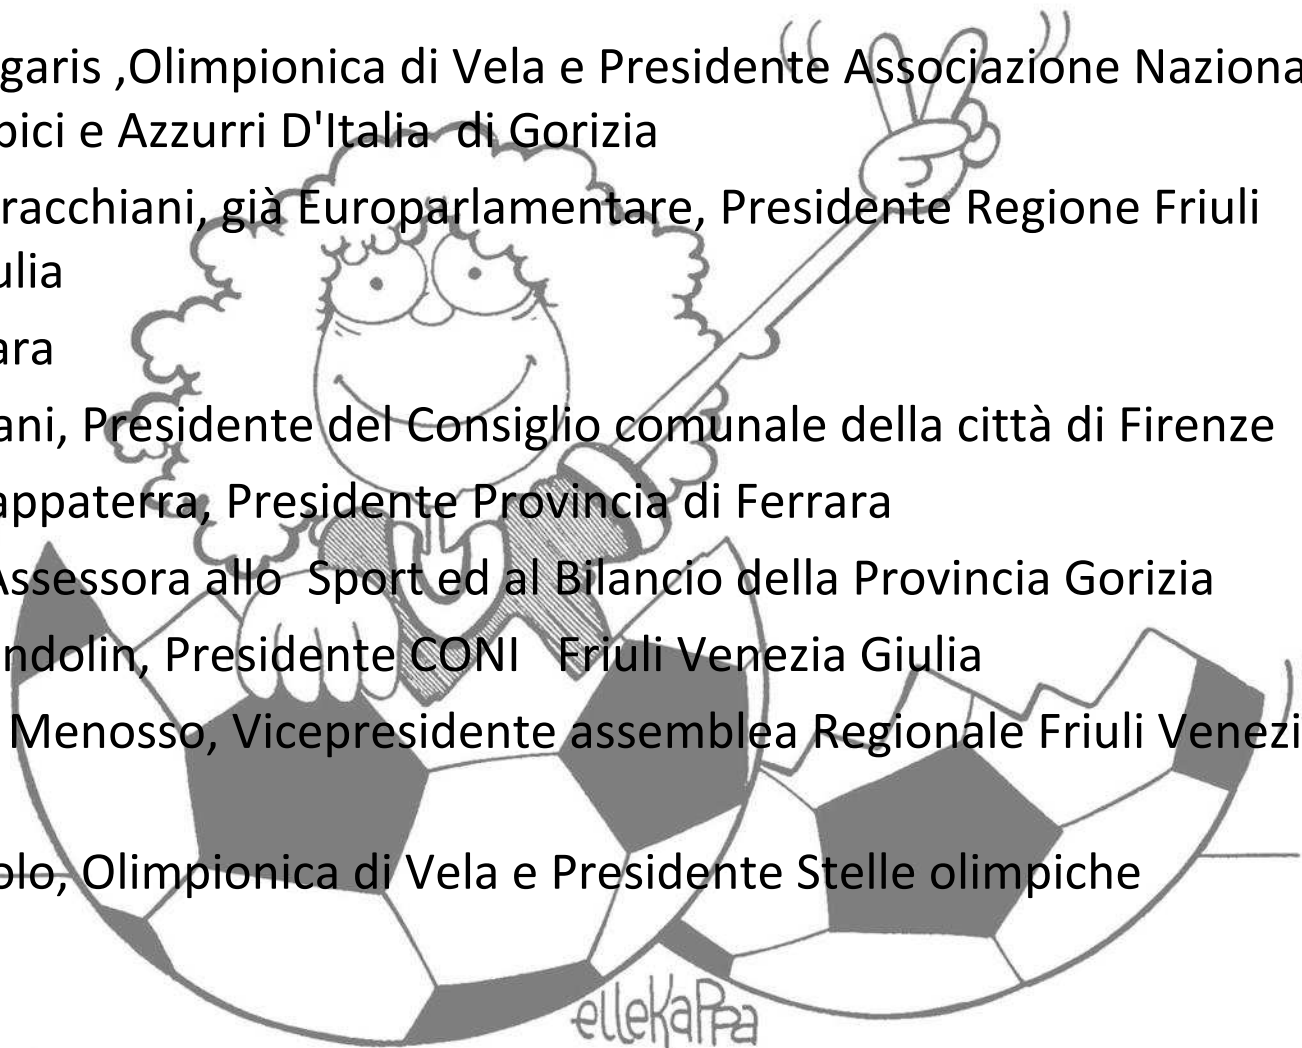 garis ,Olimpionica di Vela e Presidente Associazione Naziona
pici e Azzurri D'Italia  di Gorizia
racchiani, già Europarlamentare, Presidente Regione Friuli
ulia
ara
ani, Presidente del Consiglio comunale della città di Firenze
appaterra, Presidente Provincia di Ferrara
Assessora allo  Sport ed al Bilancio della Provincia Gorizia
ndolin, Presidente CONI   Friuli Venezia Giulia
Menosso, Vicepresidente assemblea Regionale Friuli Venezi
olo, Olimpionica di Vela e Presidente Stelle olimpiche
elleKaPPa